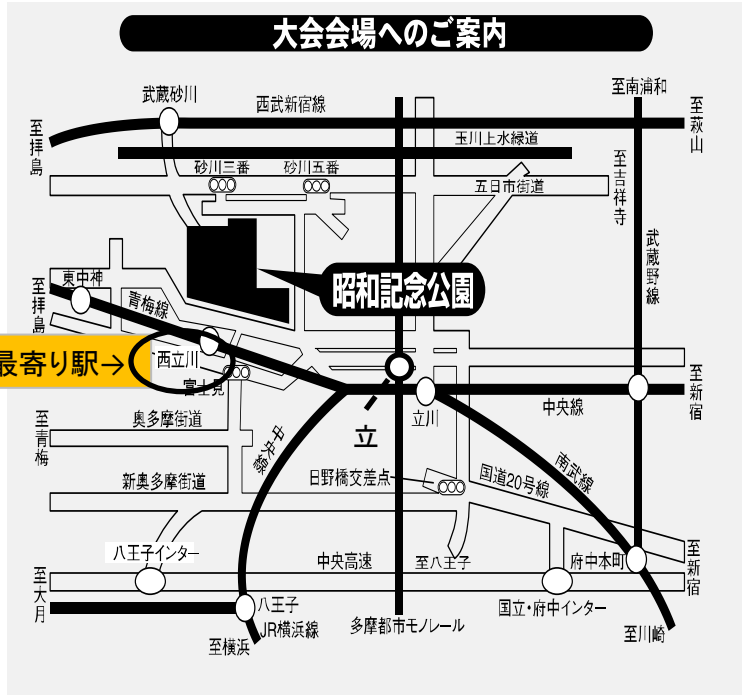 大会会場へのご案内
至南浦和
武蔵砂川
西武新宿線
至萩山
至拝島
玉川上水緑道
砂川三番
砂川五番
五日市街道
至吉祥寺
武蔵野線
昭和記念公園
東中神
至拝島
青梅線
最寄り駅→
西立川
富士見
立川
中央線
至新宿
立
至青梅
奥多摩街道
中央線
新奥多摩街道
日野橋交差点
国道20号線
南武線
八王子インター
中央高速
至八王子
府中本町
至新宿
至大月
八王子
JR横浜線
至横浜
多摩都市モノレール
国立・府中インター
至川崎